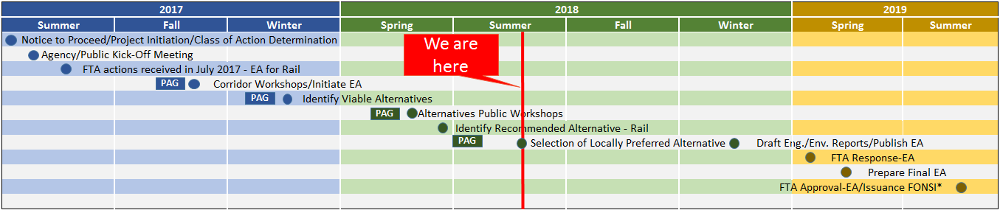 2017 2018 2019
Summer Fall Winter Spring Summer Fall Winter Spring Summer
We are
here
Notice to Proceed/Project Initiation/Class of Action Determination
Agency/Public Kick-Off Meeting
FTA actions received in July 2017 - EA for Rail
PAG Corridor Workshops/Initiate EA
PAG Identify Viable Alternatives
PAG Alternatives Public Workshops
Identify Recommended Alternative - Rail
PAG Selection of Locally Preferred Alternative Draft Eng./Env. Reports/Publish EA
FTA Response-EA
Prepare Final EA
FTA Approval-EA/Issuance FONSI*